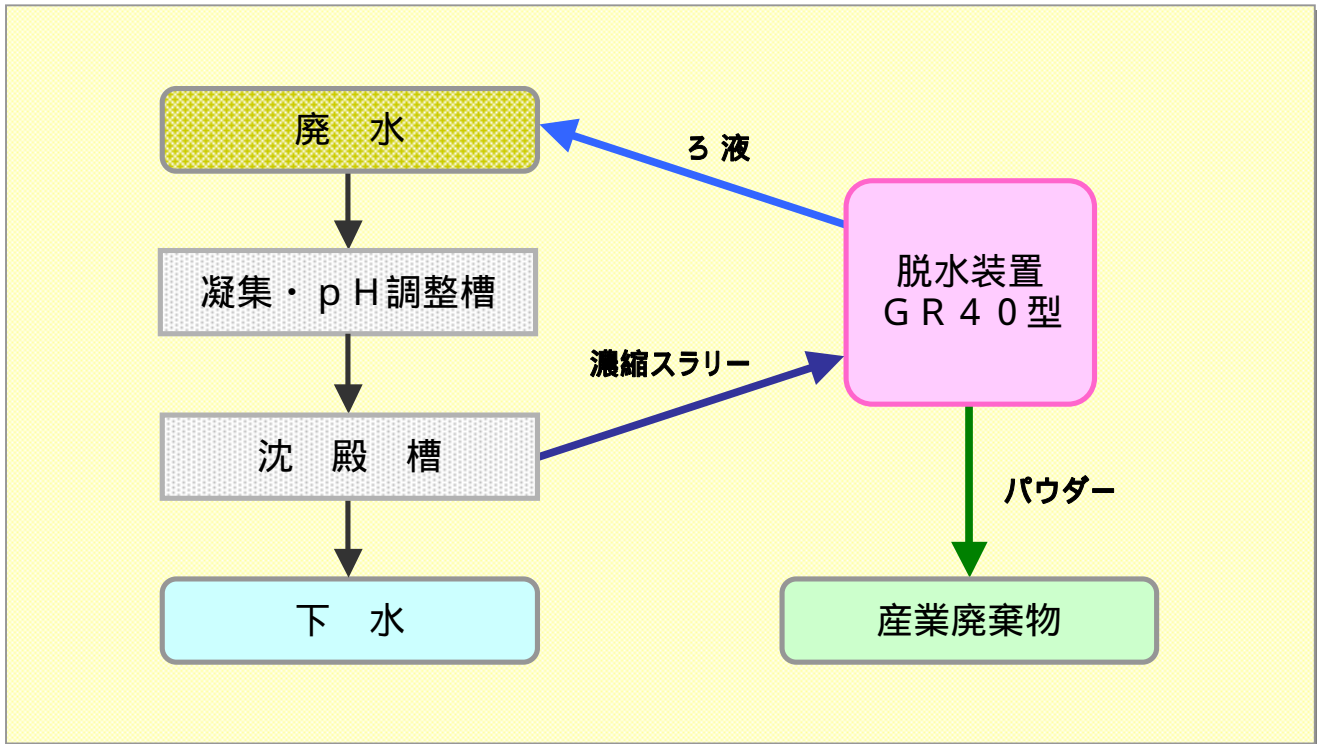 廃　水
ろ 液
脱水装置
ＧＲ４０型
凝集・ｐＨ調整槽
濃縮スラリー
沈　殿　槽
パウダー
下　水
産業廃棄物